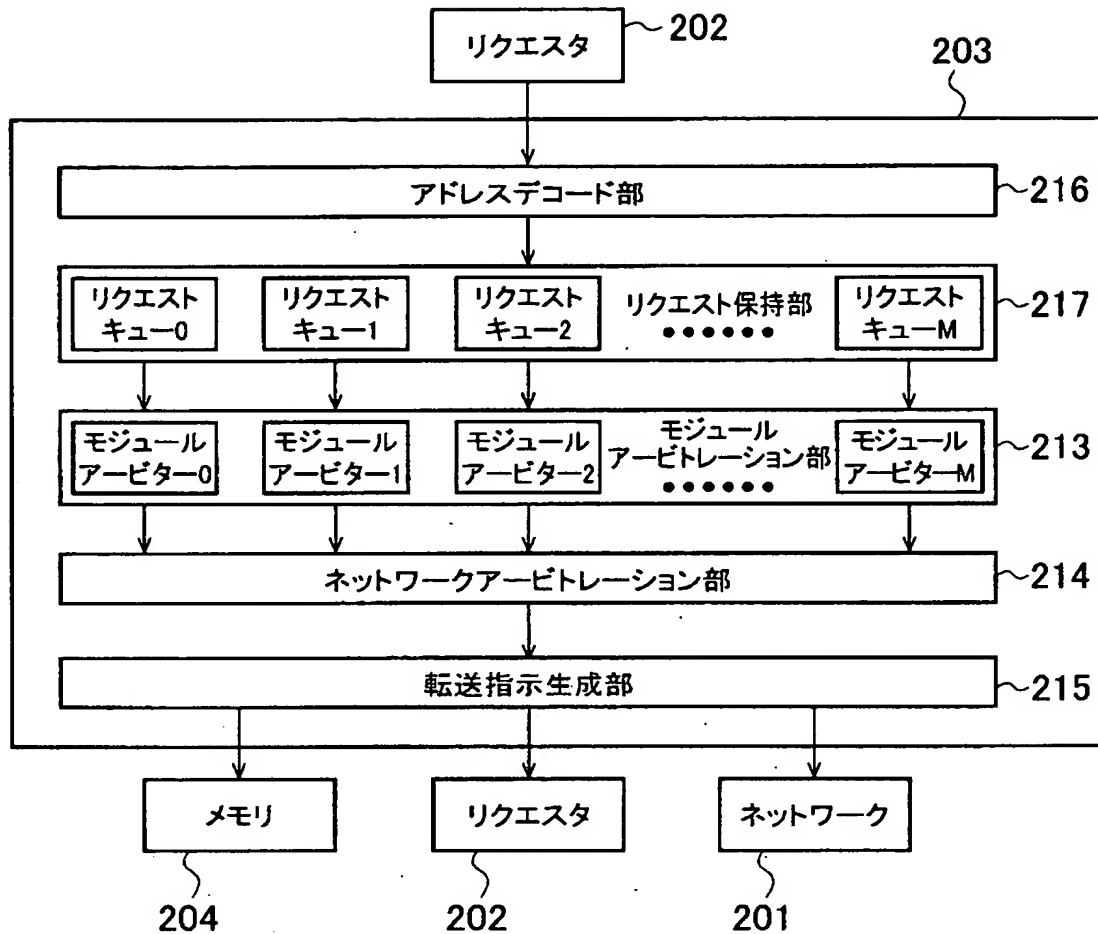 リクエスタ
202
203
アドレスデコード部
216
リクエスト
キュー0
リクエスト
キュー1
リクエスト
キュー2
リクエスト保持部
••••••
リクエスト
キューM
217
モジュール
アービター0
モジュール
アービター1
モジュール
アービター2
モジュール
アービトレーション部
••••••
モジュール
アービターM
213
ネットワークアービトレーション部
214
転送指示生成部
215
メモリ
リクエスタ
ネットワーク
204
202
201